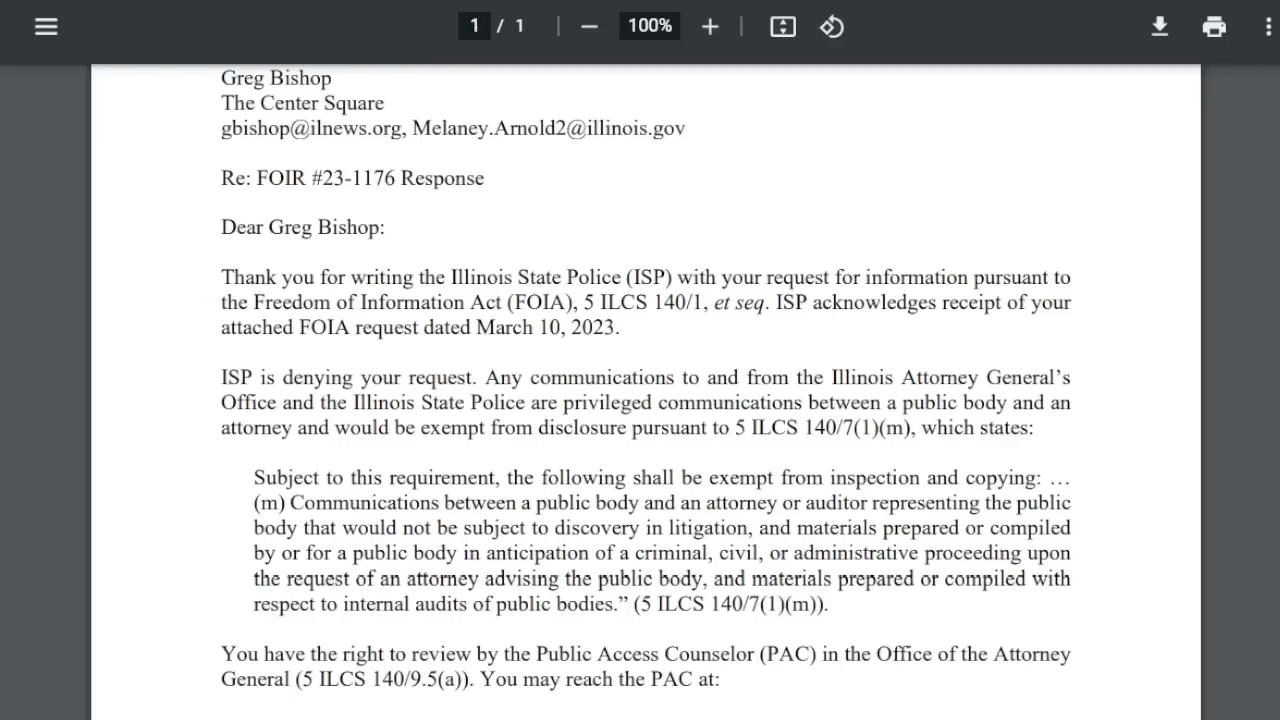 1 / 1
100%
Greg Bishop
The Center Square
gbishop@ilnews.org, Melaney.Arnold2@illinois.gov
Re: FOIR #23-1176 Response
Dear Greg Bishop:
Thank you for writing the Illinois State Police (ISP) with your request for information pursuant to
the Freedom of Information Act (FOIA), 5 ILCS 140/1, et seq. ISP acknowledges receipt of your
attached FOIA request dated March 10, 2023.
ISP is denying your request. Any communications to and from the Illinois Attorney General’s
Office and the Illinois State Police are privileged communications between a public body and an
attorney and would be exempt from disclosure pursuant to 5 ILCS 140/7(1)(m), which states:
Subject to this requirement, the following shall be exempt from inspection and copying: …
(m) Communications between a public body and an attorney or auditor representing the public
body that would not be subject to discovery in litigation, and materials prepared or compiled
by or for a public body in anticipation of a criminal, civil, or administrative proceeding upon
the request of an attorney advising the public body, and materials prepared or compiled with
respect to internal audits of public bodies.” (5 ILCS 140/7(1)(m)).
You have the right to review by the Public Access Counselor (PAC) in the Office of the Attorney
General (5 ILCS 140/9.5(a)). You may reach the PAC at: